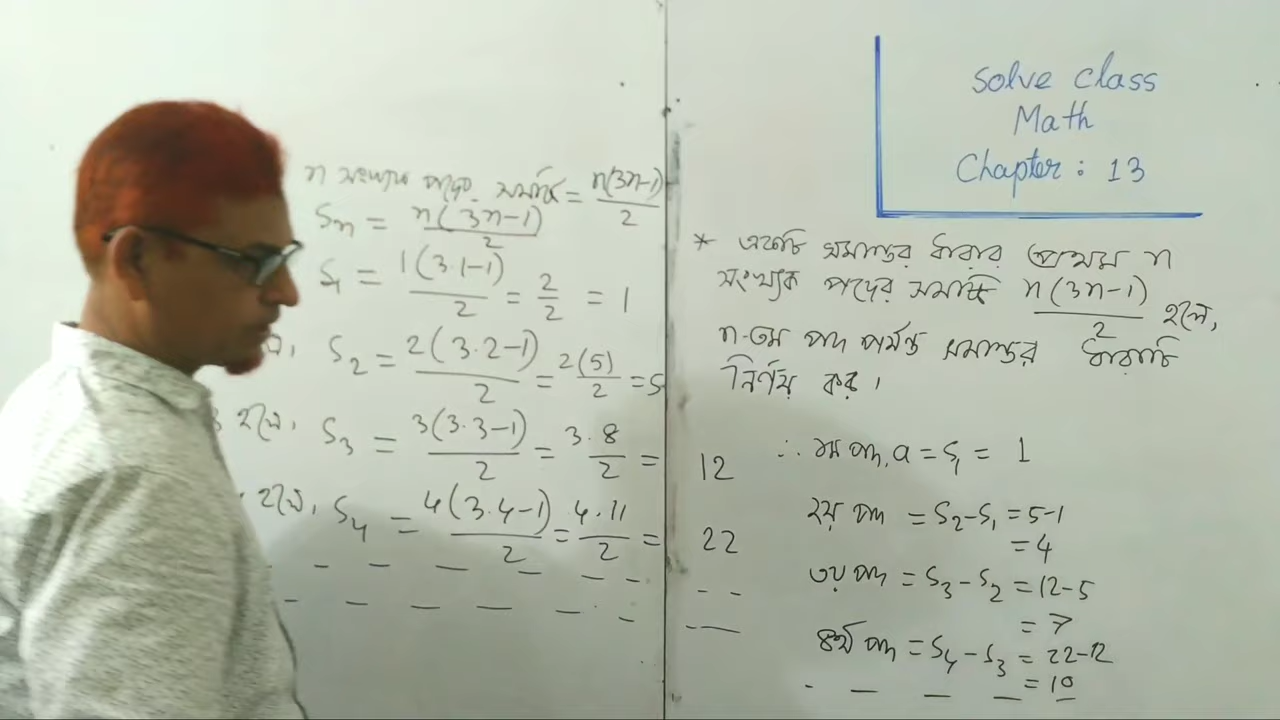 n সংখ্যক পদের সমষ্টি = n(3n-1)/2
Sn = n(3n-1)/2
S1 = 1(3.1-1)/2 = 2/2 = 1
S2 = 2(3.2-1)/2 = 2(5)/2 = 5
হলে, S3 = 3(3.3-1)/2 = 3.8/2 = 12
হলে, S4 = 4(3.4-1)/2 = 4.11/2 = 22
Solve Class
Math
Chapter : 13
* একটি সমান্তর ধারার প্রথম n
সংখ্যক পদের সমষ্টি n(3n-1)/2 হলে,
n-তম পদ পর্যন্ত সমান্তর ধারাটি
নির্ণয় কর।
∴ ১ম পদ, a = S1 = 1
২য় পদ = S2-S1 = 5-1
= 4
৩য় পদ = S3-S2 = 12-5
= 7
৪র্থ পদ = S4-S3 = 22-12
= 10